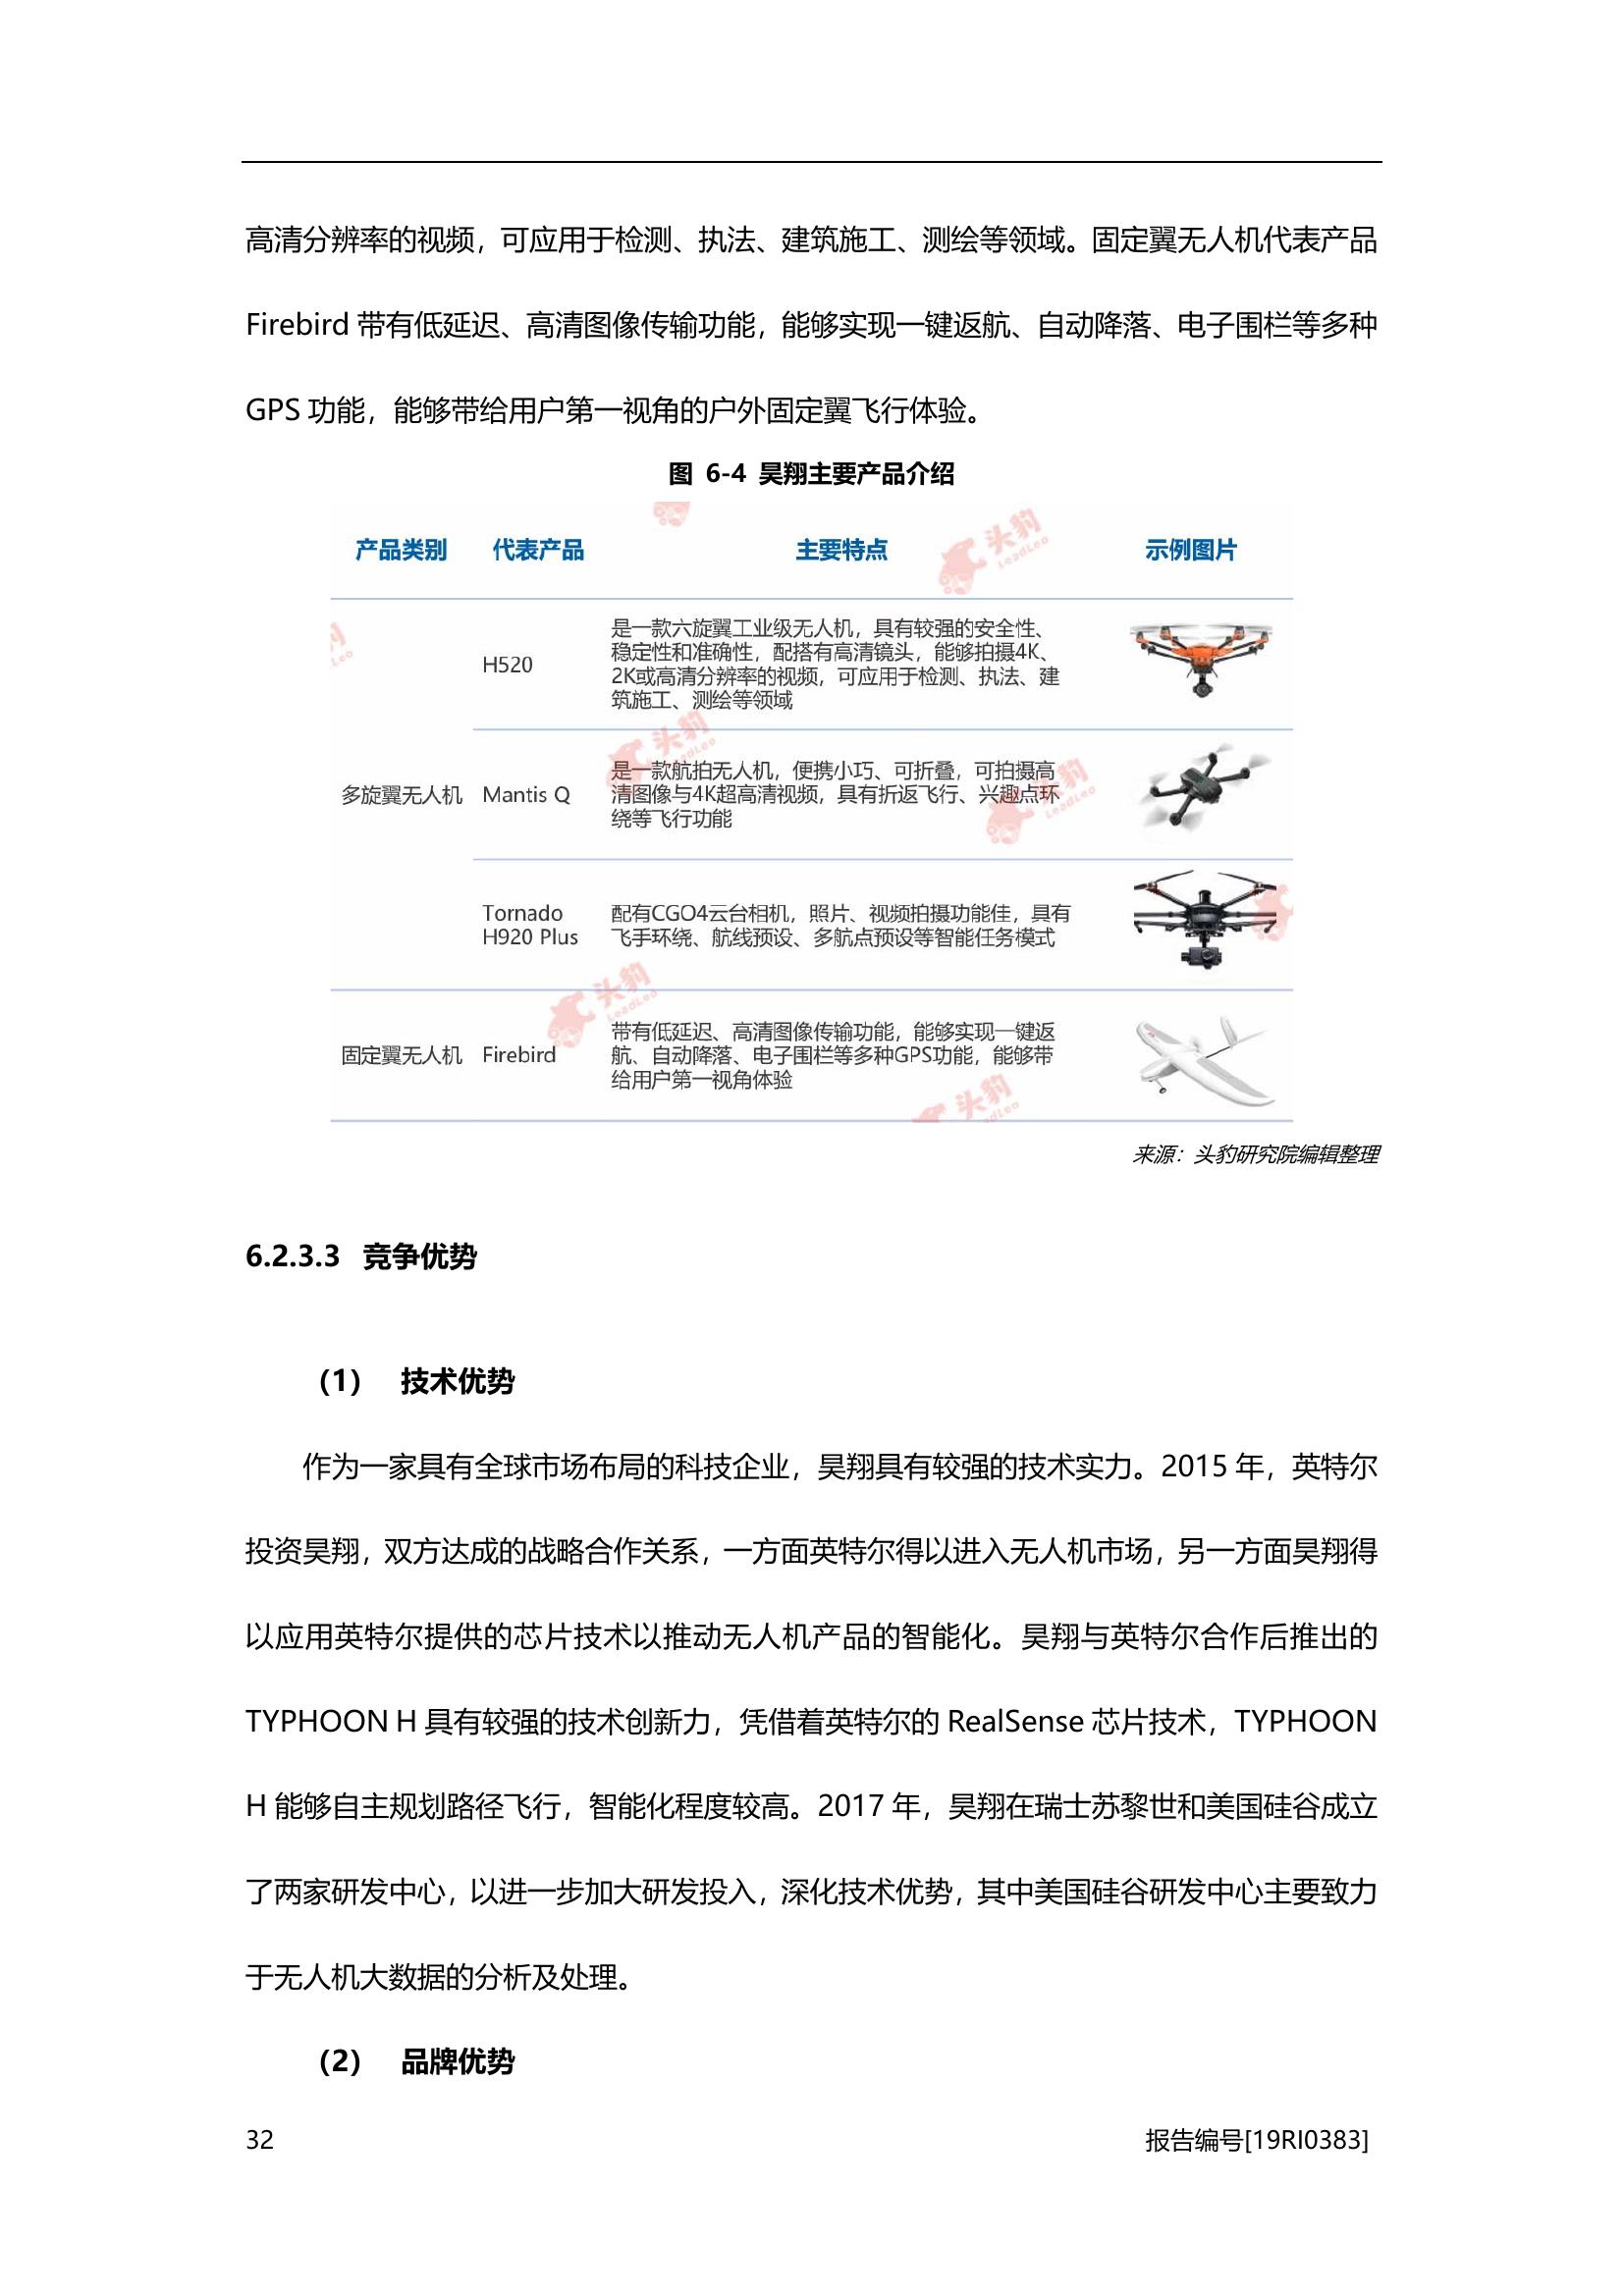 高清分辨率的视频，可应用于检测、执法、建筑施工、测绘等领域。固定翼无人机代表产品
Firebird 带有低延迟、高清图像传输功能，能够实现一键返航、自动降落、电子围栏等多种
GPS 功能，能够带给用户第一视角的户外固定翼飞行体验。
图 6-4 昊翔主要产品介绍
产品类别 代表产品 主要特点 示例图片
H520
是一款六旋翼工业级无人机，具有较强的安全性、
稳定性和准确性，配搭有高清镜头，能够拍摄4K、
2K或高清分辨率的视频，可应用于检测、执法、建
筑施工、测绘等领域
多旋翼无人机 Mantis Q
是一款航拍无人机，便携小巧、可折叠，可拍摄高
清图像与4K超高清视频，具有折返飞行、兴趣点环
绕等飞行功能
Tornado
H920 Plus
配有CGO4云台相机，照片、视频拍摄功能佳，具有
飞手环绕、航线预设、多航点预设等智能任务模式
固定翼无人机 Firebird
带有低延迟、高清图像传输功能，能够实现一键返
航、自动降落、电子围栏等多种GPS功能，能够带
给用户第一视角体验
头豹
LeadLeo
来源：头豹研究院编辑整理
6.2.3.3 竞争优势
（1） 技术优势
作为一家具有全球市场布局的科技企业，昊翔具有较强的技术实力。2015 年，英特尔
投资昊翔，双方达成的战略合作关系，一方面英特尔得以进入无人机市场，另一方面昊翔得
以应用英特尔提供的芯片技术以推动无人机产品的智能化。昊翔与英特尔合作后推出的
TYPHOON H 具有较强的技术创新力，凭借着英特尔的 RealSense 芯片技术，TYPHOON
H 能够自主规划路径飞行，智能化程度较高。2017 年，昊翔在瑞士苏黎世和美国硅谷成立
了两家研发中心，以进一步加大研发投入，深化技术优势，其中美国硅谷研发中心主要致力
于无人机大数据的分析及处理。
（2） 品牌优势
32 报告编号[19RI0383]